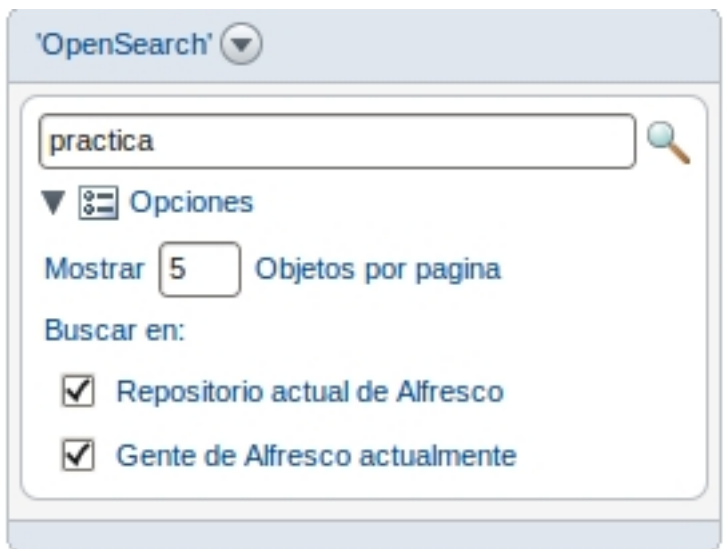 'OpenSearch'
practica
Opciones
Mostrar 5 Objetos por pagina
Buscar en:
Repositorio actual de Alfresco
Gente de Alfresco actualmente